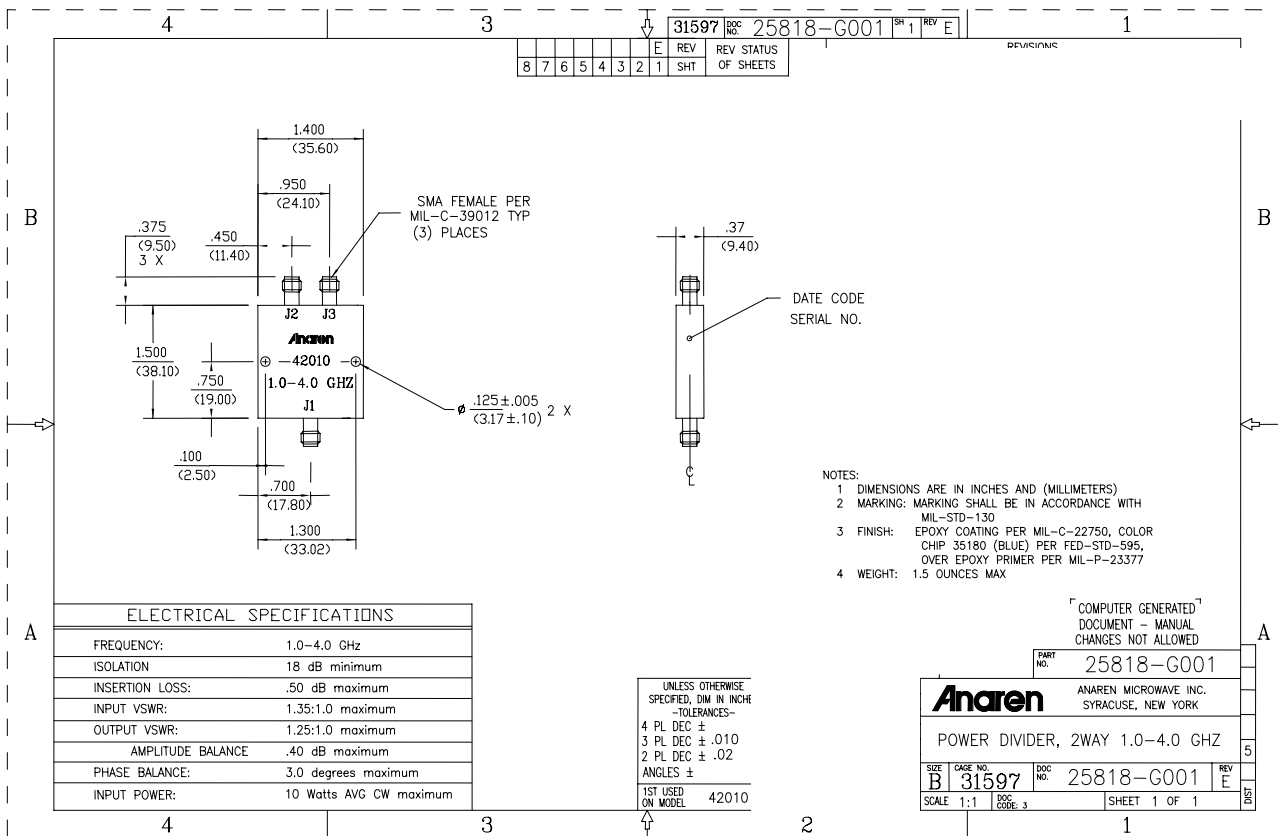 4 3 1
31597 DOC NO. 25818-G001 SH 1 REV E
E REV REV STATUS OF SHEETS
8 7 6 5 4 3 2 1 SHT
REVISIONS
B
B
1.400
(35.60)
.950
(24.10)
.375
(9.50)
3 X
.450
(11.40)
SMA FEMALE PER
MIL-C-39012 TYP
(3) PLACES
J2 J3
Anaren
42010
1.0-4.0 GHZ
J1
1.500
(38.10)
.750
(19.00)
ø .125±.005
(3.17±.10) 2 X
.100
(2.50)
.700
(17.80)
1.300
(33.02)
.37
(9.40)
DATE CODE
SERIAL NO.
CL
NOTES:
1 DIMENSIONS ARE IN INCHES AND (MILLIMETERS)
2 MARKING: MARKING SHALL BE IN ACCORDANCE WITH
MIL-STD-130
3 FINISH: EPOXY COATING PER MIL-C-22750, COLOR
CHIP 35180 (BLUE) PER FED-STD-595,
OVER EPOXY PRIMER PER MIL-P-23377
4 WEIGHT: 1.5 OUNCES MAX
A
A
ELECTRICAL SPECIFICATIONS
FREQUENCY: 1.0-4.0 GHz
ISOLATION 18 dB minimum
INSERTION LOSS: .50 dB maximum
INPUT VSWR: 1.35:1.0 maximum
OUTPUT VSWR: 1.25:1.0 maximum
AMPLITUDE BALANCE .40 dB maximum
PHASE BALANCE: 3.0 degrees maximum
INPUT POWER: 10 Watts AVG CW maximum
UNLESS OTHERWISE
SPECIFIED, DIM IN INCHE
-TOLERANCES-
4 PL DEC ±
3 PL DEC ± .010
2 PL DEC ± .02
ANGLES ±
1ST USED
ON MODEL 42010
COMPUTER GENERATED
DOCUMENT - MANUAL
CHANGES NOT ALLOWED
PART NO. 25818-G001
Anaren
ANAREN MICROWAVE INC.
SYRACUSE, NEW YORK
POWER DIVIDER, 2WAY 1.0-4.0 GHZ
SIZE B CAGE NO. 31597 DOC NO. 25818-G001 REV E
SCALE 1:1 DOC CODE: 3 SHEET 1 OF 1
5
DIST
4 3 2 1